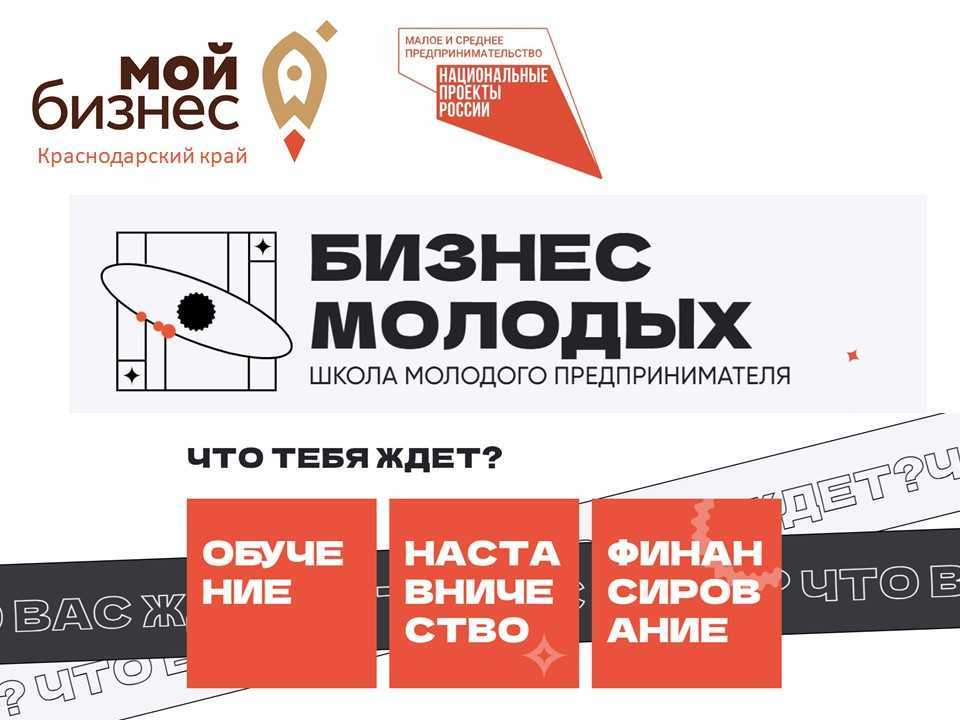 мой
бизнес
Краснодарский край
МАЛОЕ И СРЕДНЕЕ
ПРЕДПРИНИМАТЕЛЬСТВО
НАЦИОНАЛЬНЫЕ
ПРОЕКТЫ
РОССИИ
БИЗНЕС
МОЛОДЫХ
ШКОЛА МОЛОДОГО ПРЕДПРИНИМАТЕЛЯ
ЧТО ТЕБЯ ЖДЕТ?
ЖДЕТ?Ч
ОБУЧЕ
НИЕ
НАСТА
ВНИЧЕ
СТВО
ФИНАН
СИРОВ
АНИЕ
О ВАС Ж
? ЧТО В
? ЧТО В